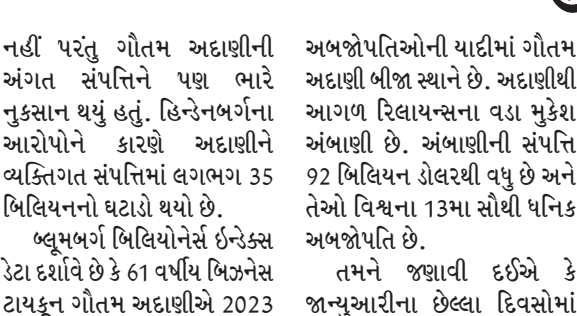 નહીં પરંતુ ગૌતમ અદાણીની
અંગત સંપત્તિને પણ ભારે
નુકસાન થયું હતું. હિન્ડેનબર્ગના
આરોપોને કારણે અદાણીને
વ્યક્તિગત સંપત્તિમાં લગભગ 35
બિલિયનનો ઘટાડો થયો છે.
બ્લૂમબર્ગ બિલિયોનેર્સ ઇન્ડેક્સ
ડેટા દર્શાવે છે કે 61 વર્ષીય બિઝનેસ
ટાયકૂન ગૌતમ અદાણીએ 2023
અબજોપતિઓની યાદીમાં ગૌતમ
અદાણી બીજા સ્થાને છે. અદાણીથી
આગળ રિલાયન્સના વડા મુકેશ
અંબાણી છે. અંબાણીની સંપત્તિ
92 બિલિયન ડોલરથી વધુ છે અને
તેઓ વિશ્વના 13મા સૌથી ધનિક
અબજોપતિ છે.
તમને જણાવી દઈએ કે
જાન્યુઆરીના છેલ્લા દિવસોમાં